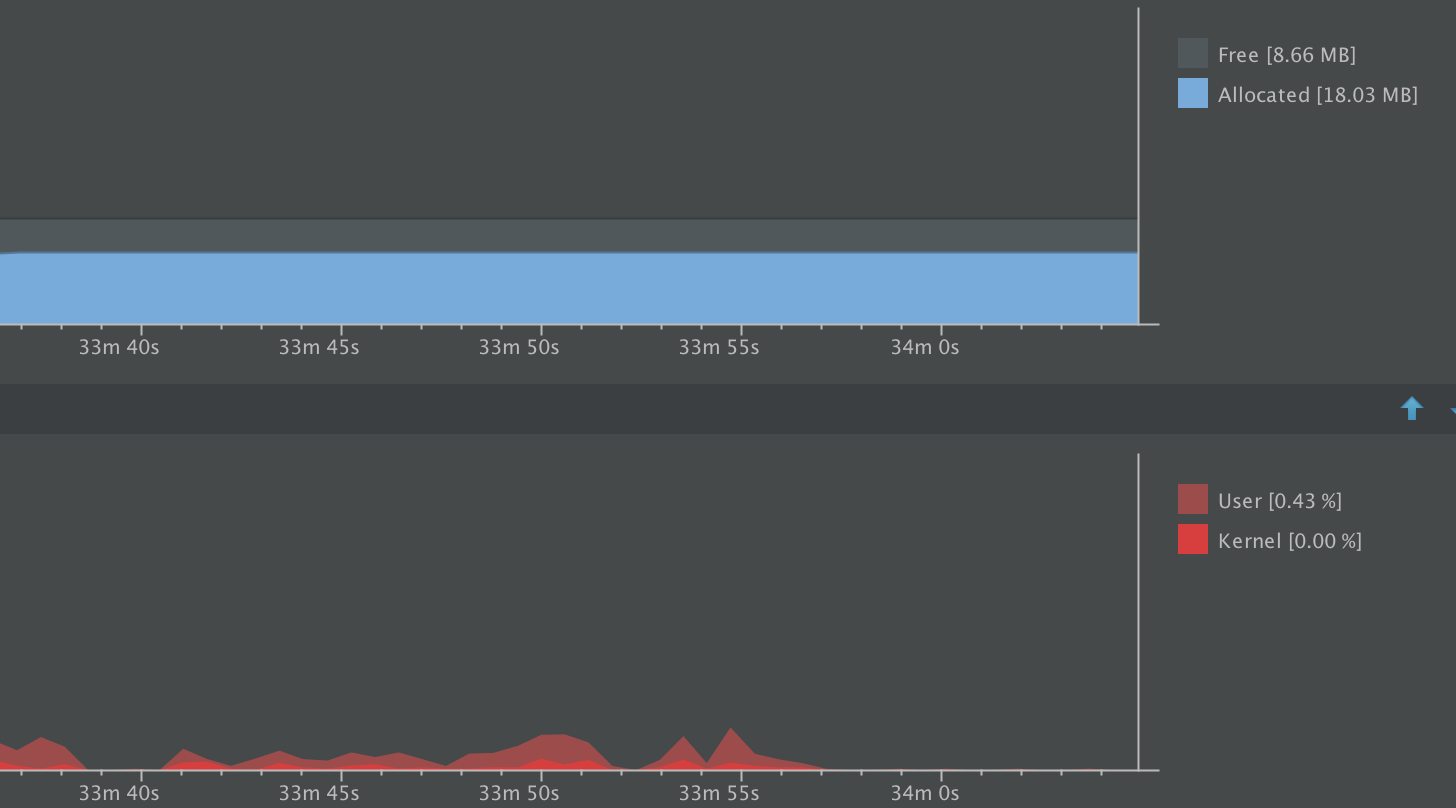 Free [8.66 MB]
Allocated [18.03 MB]
33m 40s 33m 45s 33m 50s 33m 55s 34m 0s
User [0.43 %]
Kernel [0.00 %]
33m 40s 33m 45s 33m 50s 33m 55s 34m 0s